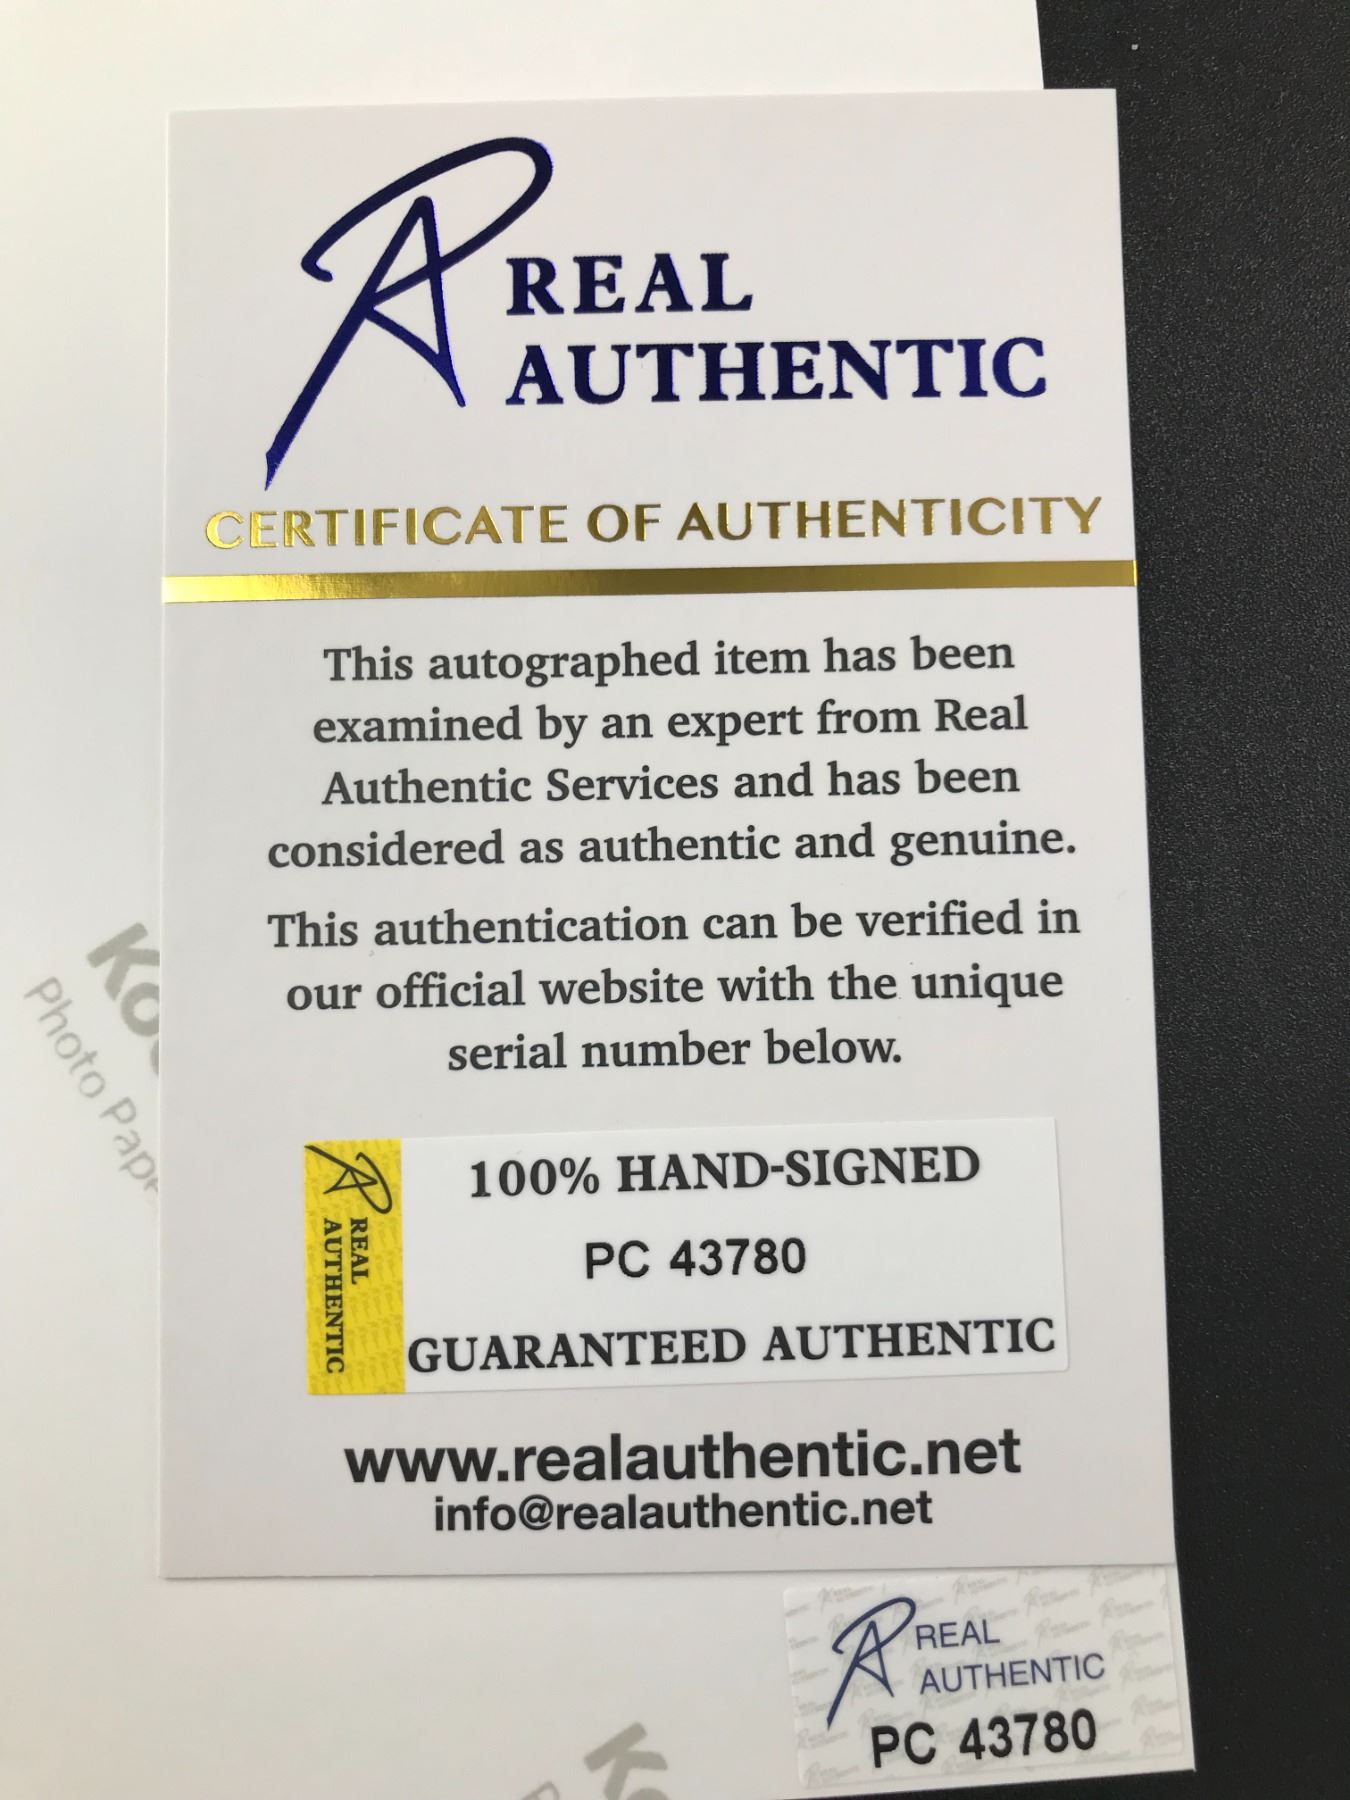 REAL
AUTHENTIC
CERTIFICATE OF AUTHENTICITY
This autographed item has been
examined by an expert from Real
Authentic Services and has been
considered as authentic and genuine.
This authentication can be verified in
our official website with the unique
serial number below.
REAL
AUTHENTIC
100% HAND-SIGNED
PC 43780
GUARANTEED AUTHENTIC
www.realauthentic.net
info@realauthentic.net
Photo
REAL
AUTHENTIC
PC 43780